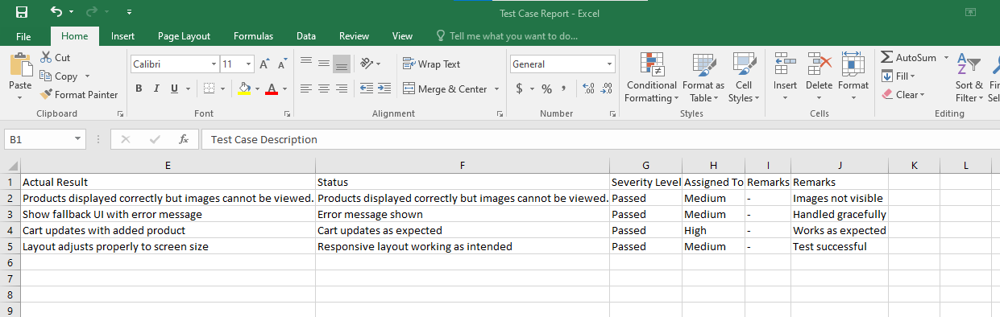 Test Case Report - Excel
File Home Insert Page Layout Formulas Data Review View Tell me what you want to do...
Cut
Copy
Format Painter
Paste
Calibri 11
B I U
A A
A
Wrap Text
Merge & Center
General
$ % ,
.0 .00
.00 .0
Conditional Formatting
Format as Table
Cell Styles
Insert Delete Format
AutoSum
Fill
Clear
Sort & Filter
Clipboard Font Alignment Number Styles Cells Editing
B1 fx Test Case Description
E F G H I J K L
1 Actual Result Status Severity Level Assigned To Remarks Remarks
2 Products displayed correctly but images cannot be viewed. Products displayed correctly but images cannot be viewed. Passed Medium - Images not visible
3 Show fallback UI with error message Error message shown Passed Medium - Handled gracefully
4 Cart updates with added product Cart updates as expected Passed High - Works as expected
5 Layout adjusts properly to screen size Responsive layout working as intended Passed Medium - Test successful
6
7
8
9